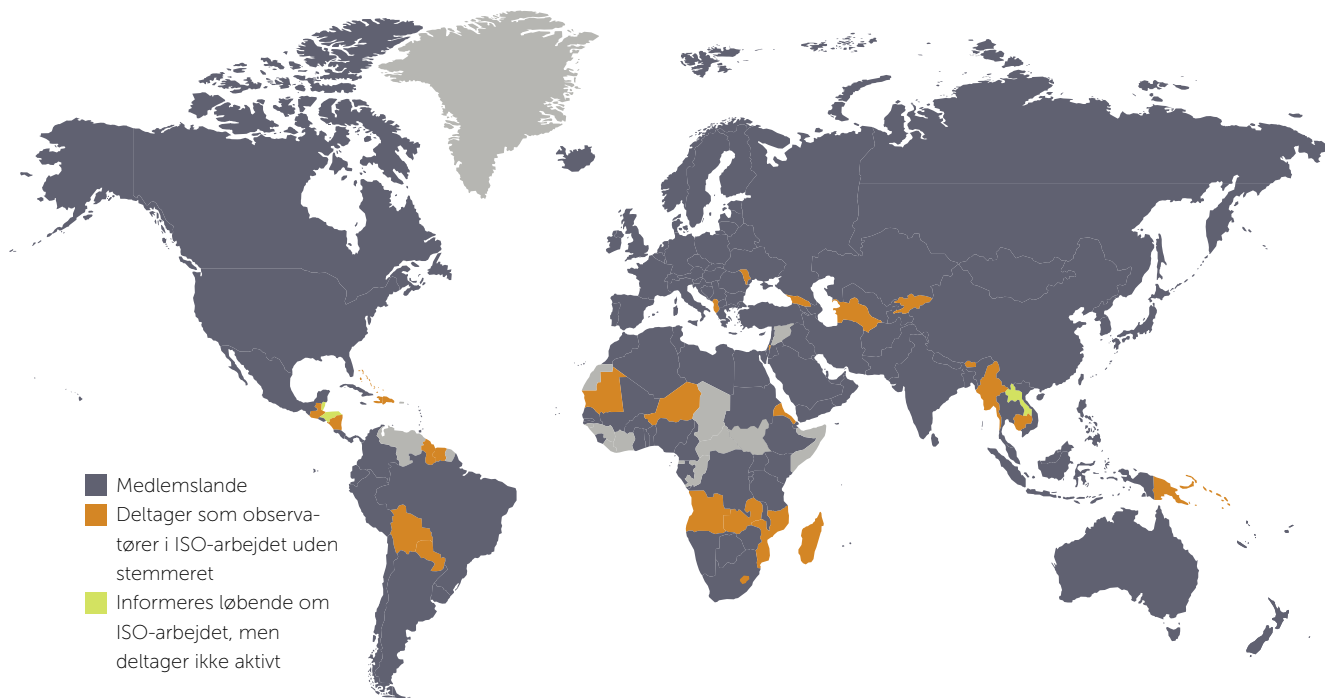 Medlemslande
Deltager som observa-
tører i ISO-arbejdet uden
stemmeret
Informeres løbende om
ISO-arbejdet, men
deltager ikke aktivt